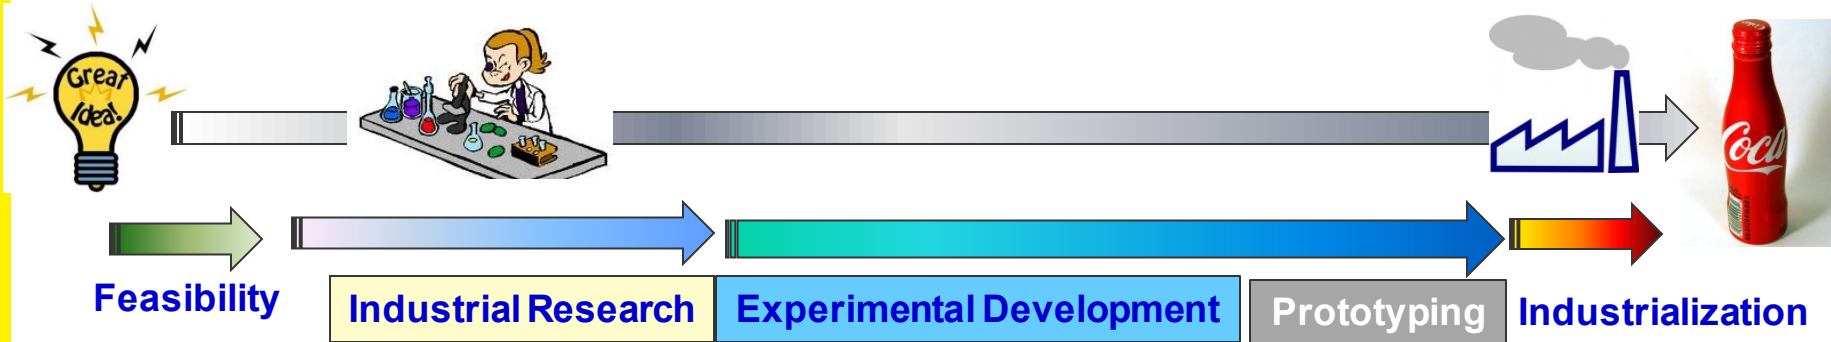 Great
Idea!
Coca
Feasibility
Industrial Research
Experimental Development
Prototyping
Industrialization